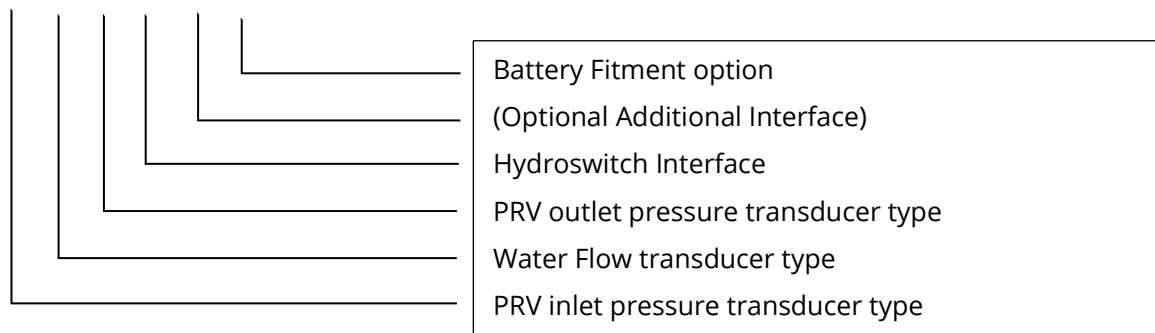 Battery Fitment option
(Optional Additional Interface)
Hydroswitch Interface
PRV outlet pressure transducer type
Water Flow transducer type
PRV inlet pressure transducer type